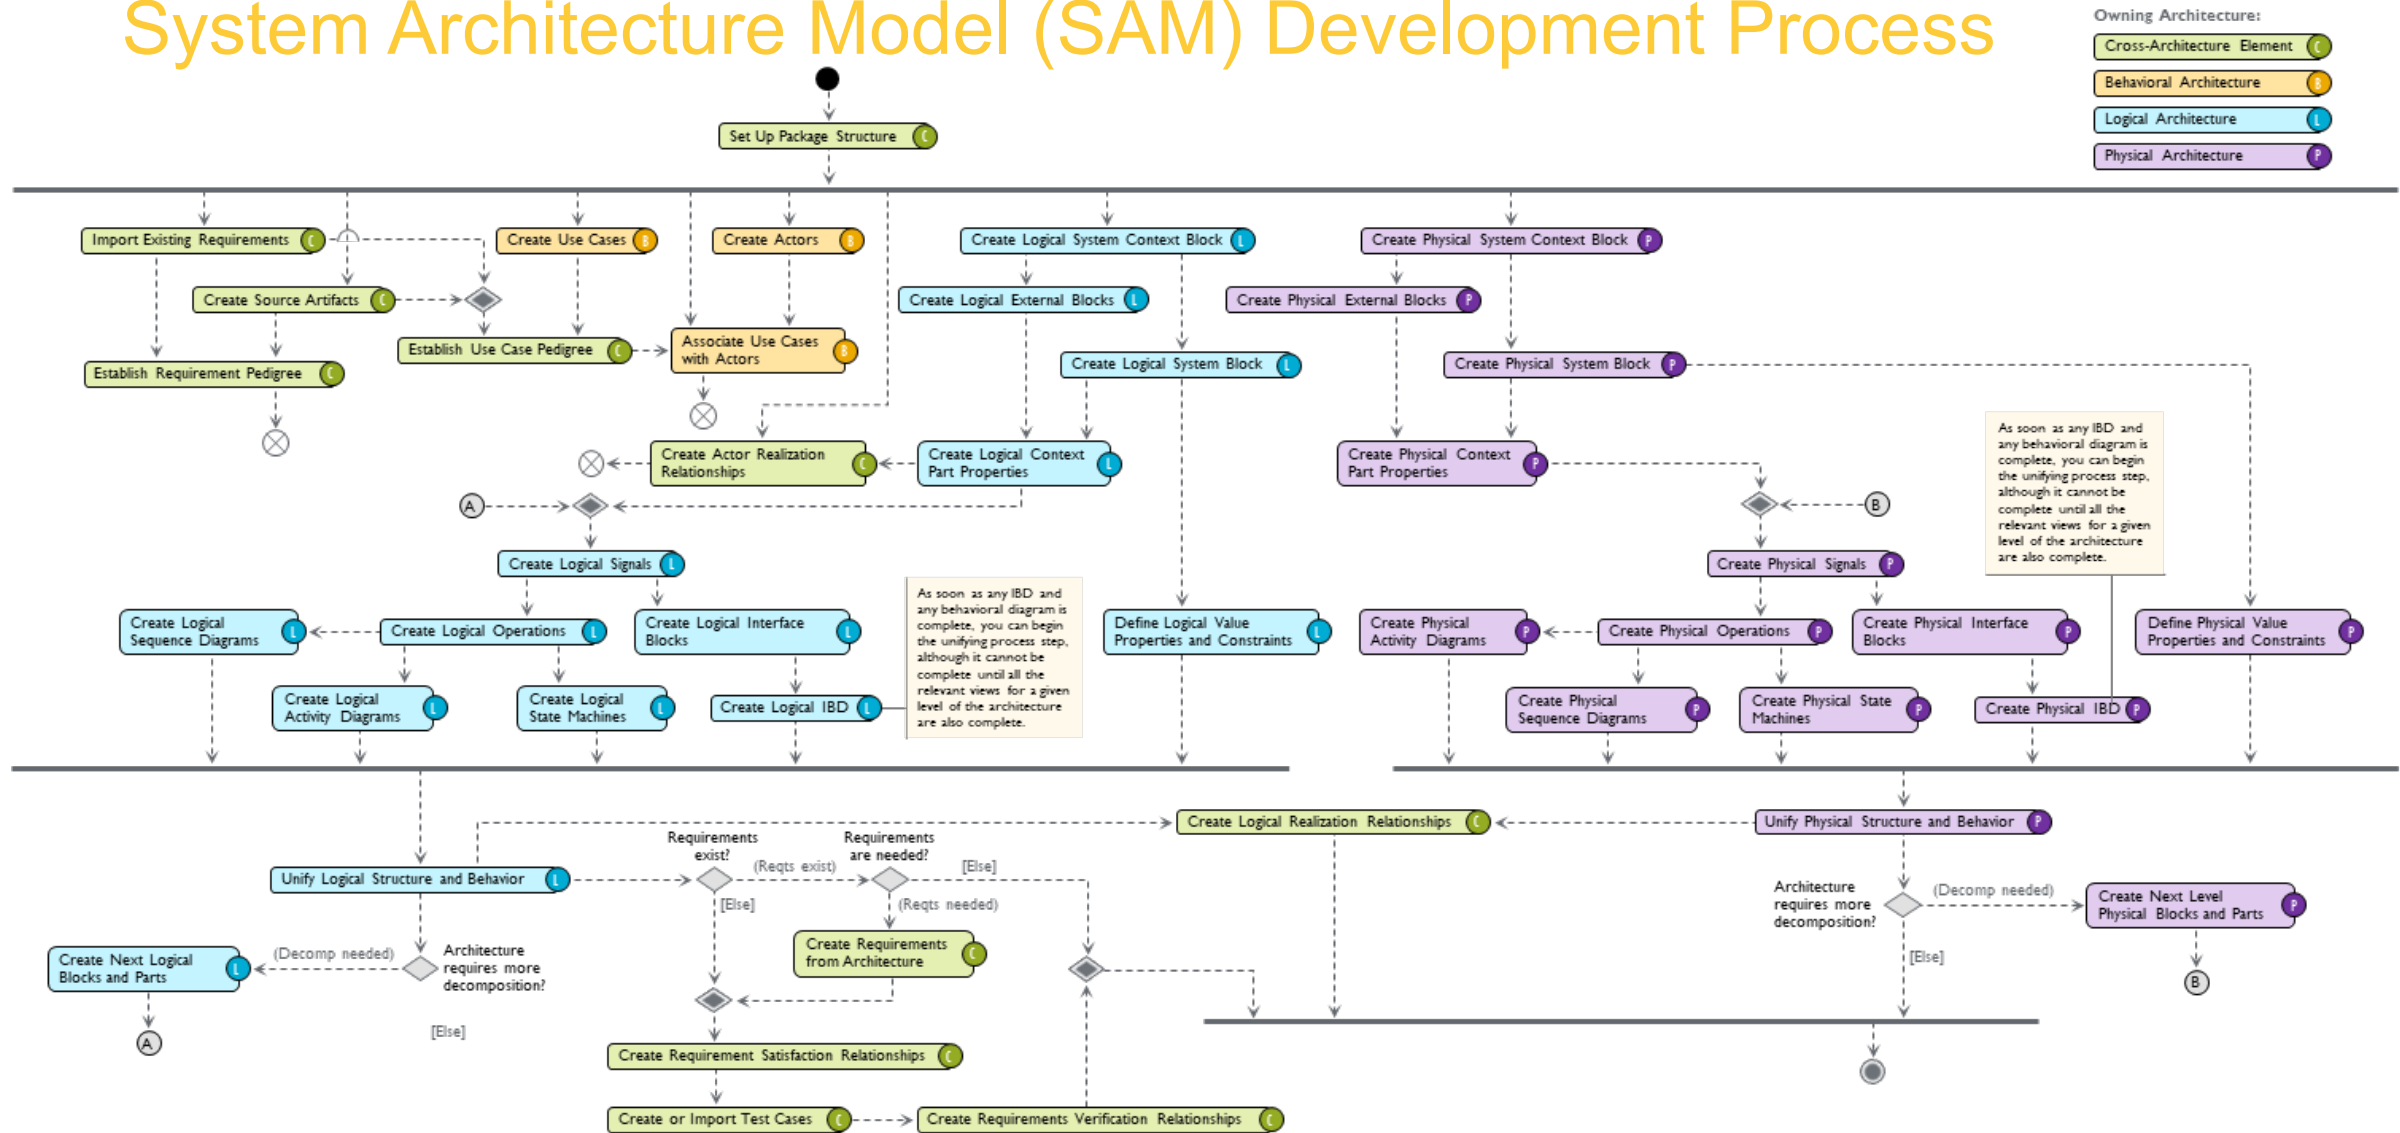 System Architecture Model (SAM) Development Process
Owning Architecture:
Cross-Architecture Element C
Behavioral Architecture B
Logical Architecture L
Physical Architecture P
Set Up Package Structure C
Import Existing Requirements C
Create Use Cases B
Create Actors B
Create Logical System Context Block L
Create Physical System Context Block P
Create Source Artifacts C
Create Logical External Blocks L
Create Physical External Blocks P
Establish Use Case Pedigree C
Associate Use Cases
with Actors B
Establish Requirement Pedigree C
Create Logical System Block L
Create Physical System Block P
Create Actor Realization
Relationships C
Create Logical Context
Part Properties L
Create Physical Context
Part Properties P
As soon as any IBD and
any behavioral diagram is
complete, you can begin
the unifying process step,
although it cannot be
complete until all the
relevant views for a given
level of the architecture
are also complete.
A
B
Create Logical Signals L
Create Physical Signals P
Create Logical
Sequence Diagrams L
Create Logical Operations L
Create Logical Interface
Blocks L
As soon as any IBD and
any behavioral diagram is
complete, you can begin
the unifying process step,
although it cannot be
complete until all the
relevant views for a given
level of the architecture
are also complete.
Define Logical Value
Properties and Constraints L
Create Physical
Activity Diagrams P
Create Physical Operations P
Create Physical Interface
Blocks P
Define Physical Value
Properties and Constraints P
Create Logical
Activity Diagrams L
Create Logical
State Machines L
Create Logical IBD L
Create Physical
Sequence Diagrams P
Create Physical State
Machines P
Create Physical IBD P
Create Logical Realization Relationships C
Unify Physical Structure and Behavior P
Requirements
exist?
Requirements
are needed?
(Reqts exist)
[Else]
Unify Logical Structure and Behavior L
[Else]
(Reqts needed)
Architecture
requires more
decomposition?
(Decomp needed)
Create Next Level
Physical Blocks and Parts P
Create Requirements
from Architecture C
Create Next Logical
Blocks and Parts L
(Decomp needed)
Architecture
requires more
decomposition?
[Else]
B
[Else]
A
Create Requirement Satisfaction Relationships C
Create or Import Test Cases C
Create Requirements Verification Relationships C